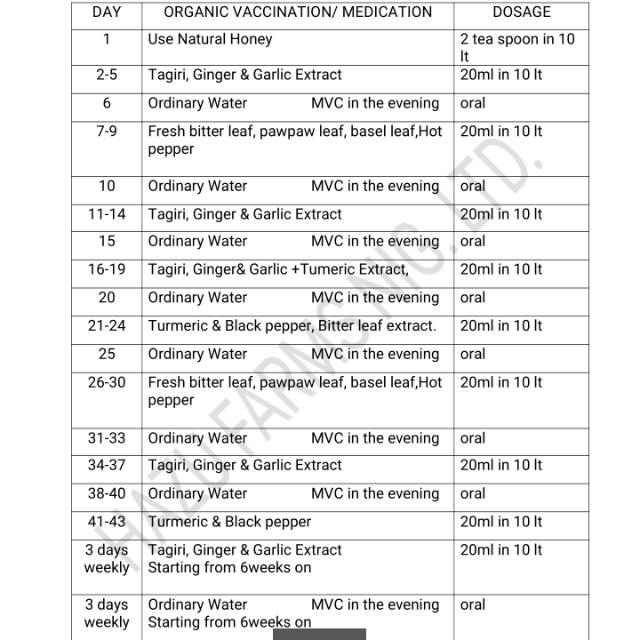 DAY ORGANIC VACCINATION/ MEDICATION DOSAGE
1 Use Natural Honey 2 tea spoon in 10
lt
2-5 Tagiri, Ginger & Garlic Extract 20ml in 10 lt
6 Ordinary Water MVC in the evening oral
7-9 Fresh bitter leaf, pawpaw leaf, basel leaf,Hot 20ml in 10 lt
pepper
10 Ordinary Water MVC in the evening oral
11-14 Tagiri, Ginger & Garlic Extract 20ml in 10 lt
15 Ordinary Water MVC in the evening oral
16-19 Tagiri, Ginger& Garlic +Tumeric Extract, 20ml in 10 lt
20 Ordinary Water MVC in the evening oral
21-24 Turmeric & Black pepper, Bitter leaf extract. 20ml in 10 lt
25 Ordinary Water MVC in the evening oral
26-30 Fresh bitter leaf, pawpaw leaf, basel leaf,Hot 20ml in 10 lt
pepper
31-33 Ordinary Water MVC in the evening oral
34-37 Tagiri, Ginger & Garlic Extract 20ml in 10 lt
38-40 Ordinary Water MVC in the evening oral
41-43 Turmeric & Black pepper 20ml in 10 lt
3 days Tagiri, Ginger & Garlic Extract 20ml in 10 lt
weekly Starting from 6weeks on
3 days Ordinary Water MVC in the evening oral
weekly Starting from 6weeks on
HAZU FARMS NIG. LTD.